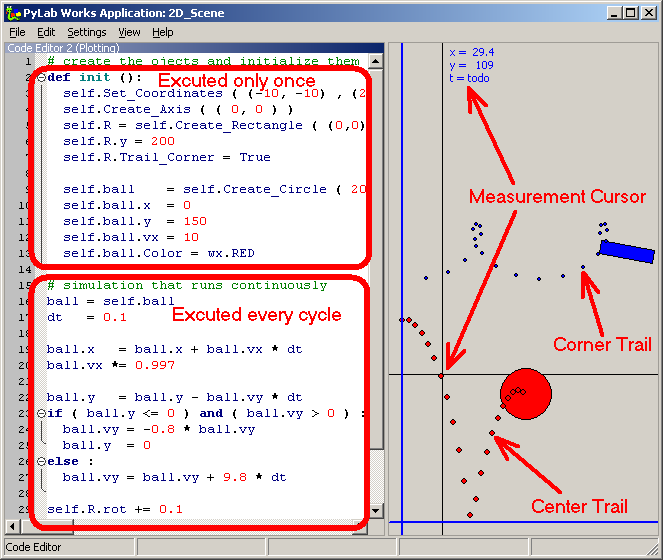 PyLab Works Application: 2D_Scene
File Edit Settings View Help
Code Editor 2 (Plotting)
1 # create the ojects and initialize them
2 def init ():
Excuted only once
3 self.Set_Coordinates ( (-10, -10) , (2
4 self.Create_Axis ( ( 0, 0 ) )
5 self.R = self.Create_Rectangle ( (0,0)
6 self.R.y = 200
7 self.R.Trail_Corner = True
8
9 self.ball = self.Create_Circle ( 20
10 self.ball.x = 0
11 self.ball.y = 150
12 self.ball.vx = 10
13 self.ball.Color = wx.RED
14
15 # simulation that runs continuously
16 ball = self.ball
17 dt = 0.1
Excuted every cycle
18
19 ball.x = ball.x + ball.vx * dt
20 ball.vx *= 0.997
21
22 ball.y = ball.y - ball.vy * dt
23 if ( ball.y <= 0 ) and ( ball.vy > 0 ) :
24 ball.vy = -0.8 * ball.vy
25 ball.y = 0
26 else :
27 ball.vy = ball.vy + 9.8 * dt
28
29 self.R.rot += 0.1
x = 29.4
y = 109
t = todo
Measurement Cursor
Corner Trail
Center Trail
Code Editor